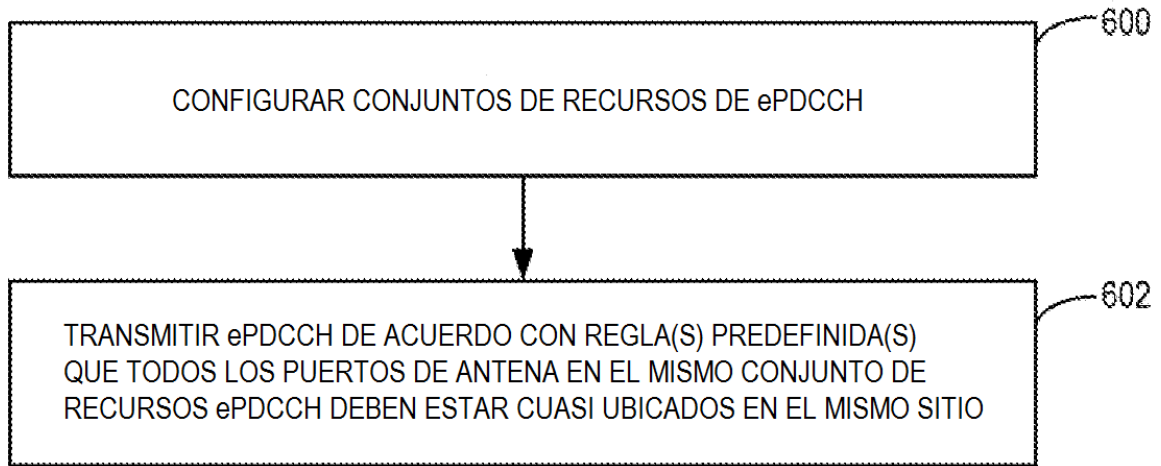 600
CONFIGURAR CONJUNTOS DE RECURSOS DE ePDCCH
602
TRANSMITIR ePDCCH DE ACUERDO CON REGLA(S) PREDEFINIDA(S)
QUE TODOS LOS PUERTOS DE ANTENA EN EL MISMO CONJUNTO DE
RECURSOS ePDCCH DEBEN ESTAR CUASI UBICADOS EN EL MISMO SITIO